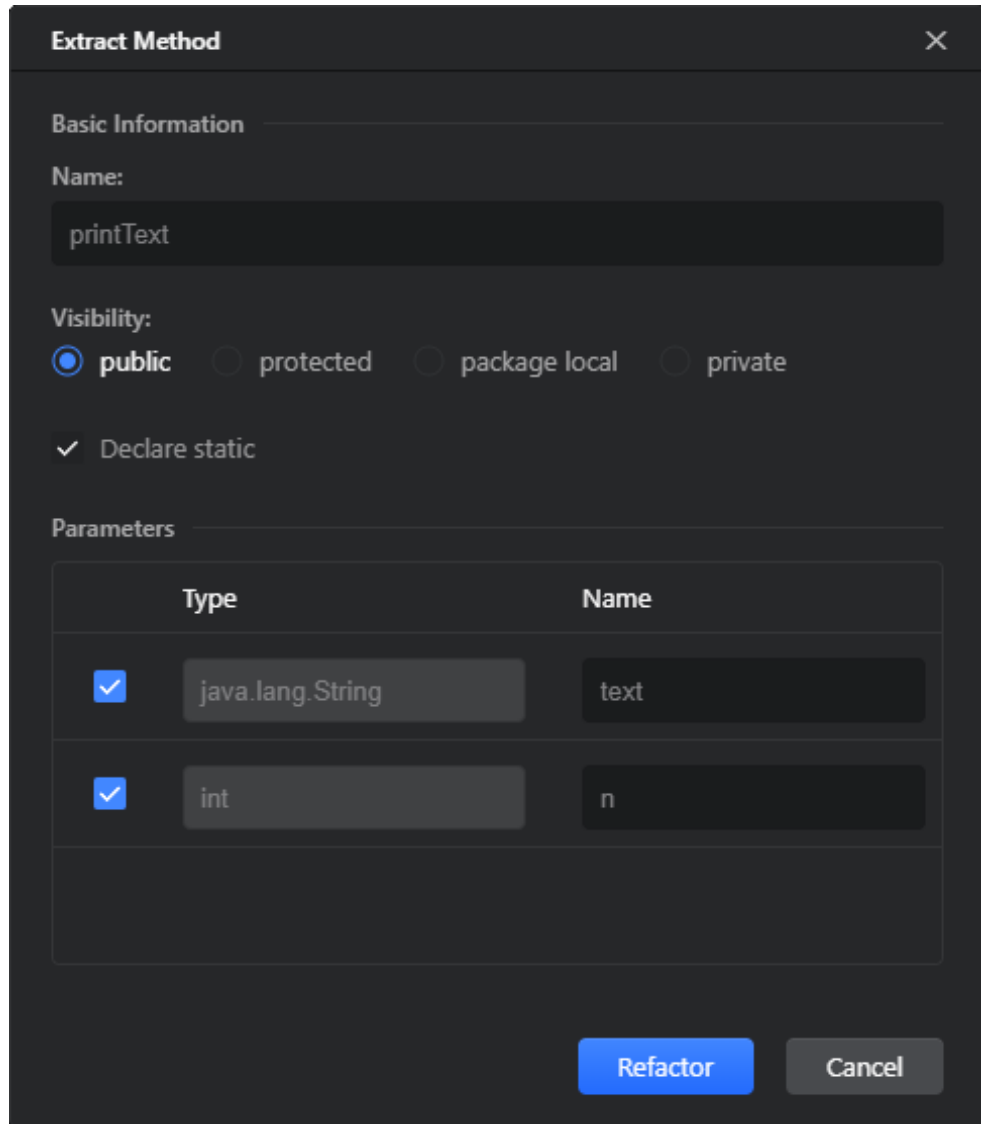 Extract Method
Basic Information
Name:
printText
Visibility:
public protected package local private
Declare static
Parameters
Type Name
java.lang.String text
int n
Refactor Cancel